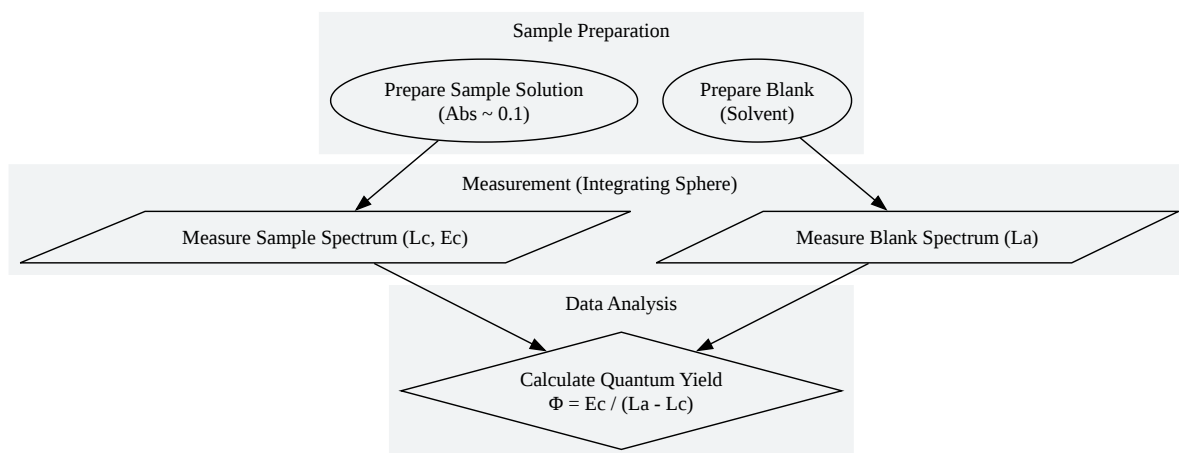 Sample Preparation
Prepare Sample Solution
(Abs ~ 0.1)
Prepare Blank
(Solvent)
Measurement (Integrating Sphere)
Measure Sample Spectrum (Lc, Ec)
Measure Blank Spectrum (La)
Data Analysis
Calculate Quantum Yield
Φ = Ec / (La - Lc)